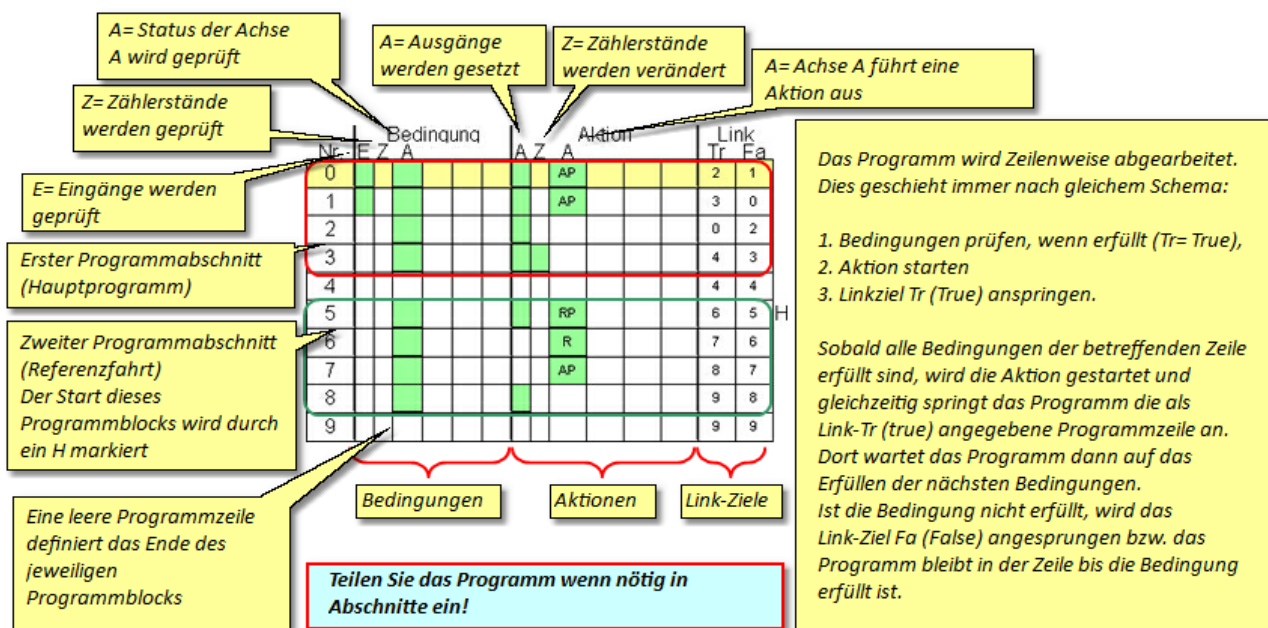 A= Status der Achse
A wird geprüft
A= Ausgänge
werden gesetzt
Z= Zählerstände
werden verändert
A= Achse A führt eine
Aktion aus
Z= Zählerstände
werden geprüft
E= Eingänge werden
geprüft
Erster Programmabschnitt
(Hauptprogramm)
Zweiter Programmabschnitt
(Referenzfahrt)
Der Start dieses
Programmblocks wird durch
ein H markiert
Eine leere Programmzeile
definiert das Ende des
jeweiligen
Programmblocks
Bedingung Aktion Link
Nr. E Z A A Z A Tr Fa
0 AP 2 1
1 AP 3 0
2 0 2
3 4 3
4 4 4
5 RP 6 5 H
6 R 7 6
7 AP 8 7
8 9 8
9 9 9
Bedingungen
Aktionen
Link-Ziele
Teilen Sie das Programm wenn nötig in
Abschnitte ein!
Das Programm wird Zeilenweise abgearbeitet.
Dies geschieht immer nach gleichem Schema:
1. Bedingungen prüfen, wenn erfüllt (Tr= True),
2. Aktion starten
3. Linkziel Tr (True) anspringen.
Sobald alle Bedingungen der betreffenden Zeile
erfüllt sind, wird die Aktion gestartet und
gleichzeitig springt das Programm die als
Link-Tr (true) angegebene Programmzeile an.
Dort wartet das Programm dann auf das
Erfüllen der nächsten Bedingungen.
Ist die Bedingung nicht erfüllt, wird das
Link-Ziel Fa (False) angesprungen bzw. das
Programm bleibt in der Zeile bis die Bedingung
erfüllt ist.